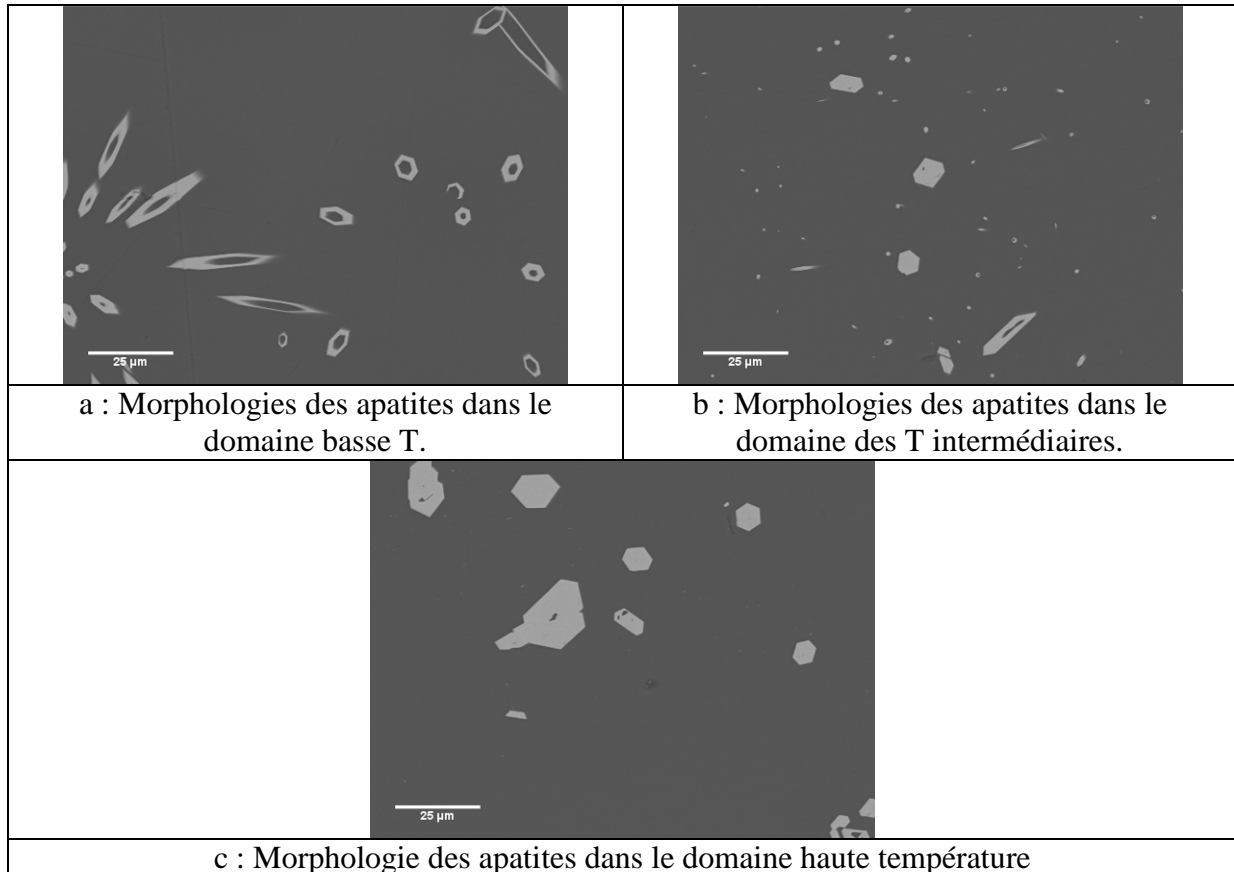 25 µm
25 µm
a : Morphologies des apatites dans le
domaine basse T.
b : Morphologies des apatites dans le
domaine des T intermédiaires.
25 µm
c : Morphologie des apatites dans le domaine haute température